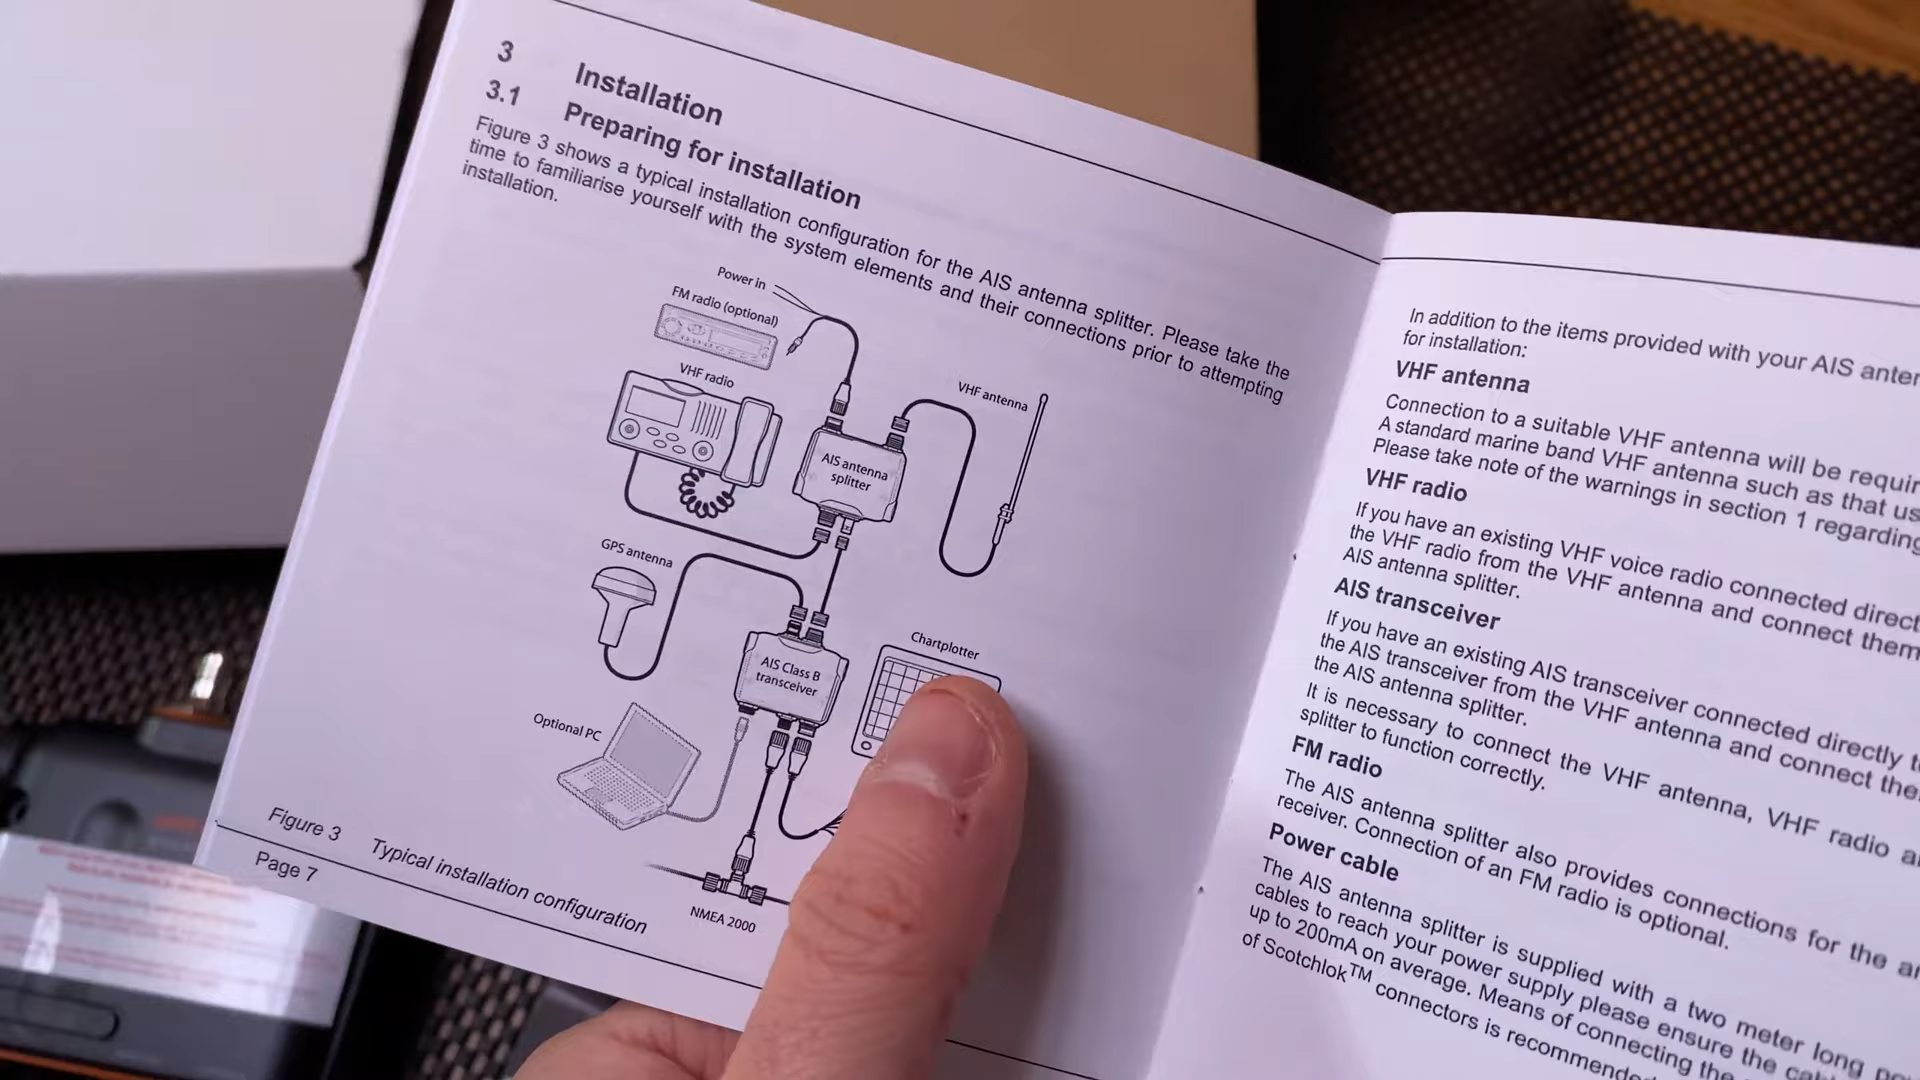 3 Installation
3.1 Preparing for installation
Figure 3 shows a typical installation configuration for the AIS antenna splitter. Please take the
time to familiarise yourself with the system elements and their connections prior to attempting
installation.
Power in
FM radio (optional)
VHF radio
VHF antenna
AIS antenna
splitter
GPS antenna
Chartplotter
AIS Class B
transceiver
Optional PC
NMEA 2000
Figure 3 Typical installation configuration
Page 7
In addition to the items provided with your AIS
for installation:
VHF antenna
Connection to a suitable VHF antenna will be
A standard marine band VHF antenna such as that
Please take note of the warnings in section 1 regarding
VHF radio
If you have an existing VHF voice radio connected
the VHF radio from the VHF antenna and connect them
AIS antenna splitter.
AIS transceiver
If you have an existing AIS transceiver connected directly
the AIS transceiver from the VHF antenna and connect
the AIS antenna splitter.
It is necessary to connect the VHF antenna, VHF radio
splitter to function correctly.
FM radio
The AIS antenna splitter also provides connections for the
receiver. Connection of an FM radio is optional.
Power cable
The AIS antenna splitter is supplied with a two meter long
cables to reach your power supply please ensure the
up to 200mA on average. Means of connecting the
of Scotchlok™ connectors is recommended